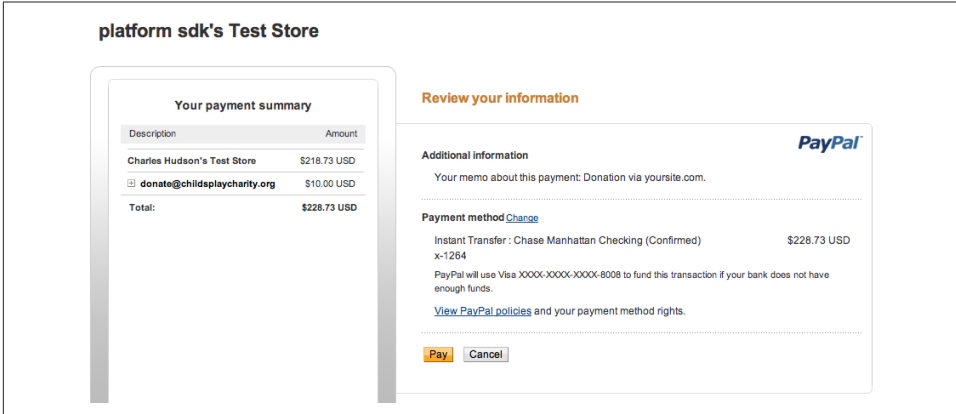 platform sdk's Test Store
Your payment summary
Description Amount
Charles Hudson's Test Store $218.73 USD
donate@childsplaycharity.org $10.00 USD
Total: $228.73 USD
Review your information
PayPal
Additional information
Your memo about this payment: Donation via yoursite.com.
Payment method Change
Instant Transfer : Chase Manhattan Checking (Confirmed) $228.73 USD
x-1264
PayPal will use Visa XXXX-XXXX-XXXX-8008 to fund this transaction if your bank does not have
enough funds.
View PayPal policies and your payment method rights.
Pay Cancel